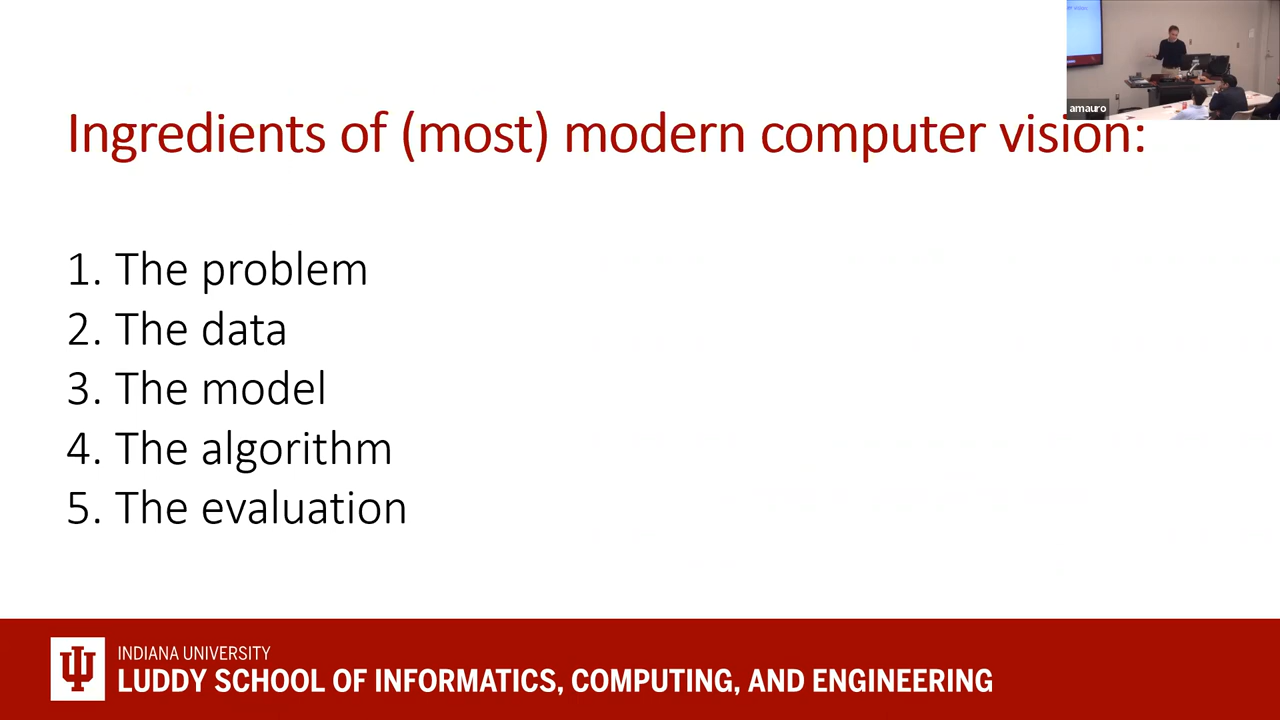 amauro
Ingredients of (most) modern computer vision:
1. The problem
2. The data
3. The model
4. The algorithm
5. The evaluation
INDIANA UNIVERSITY
LUDDY SCHOOL OF INFORMATICS, COMPUTING, AND ENGINEERING